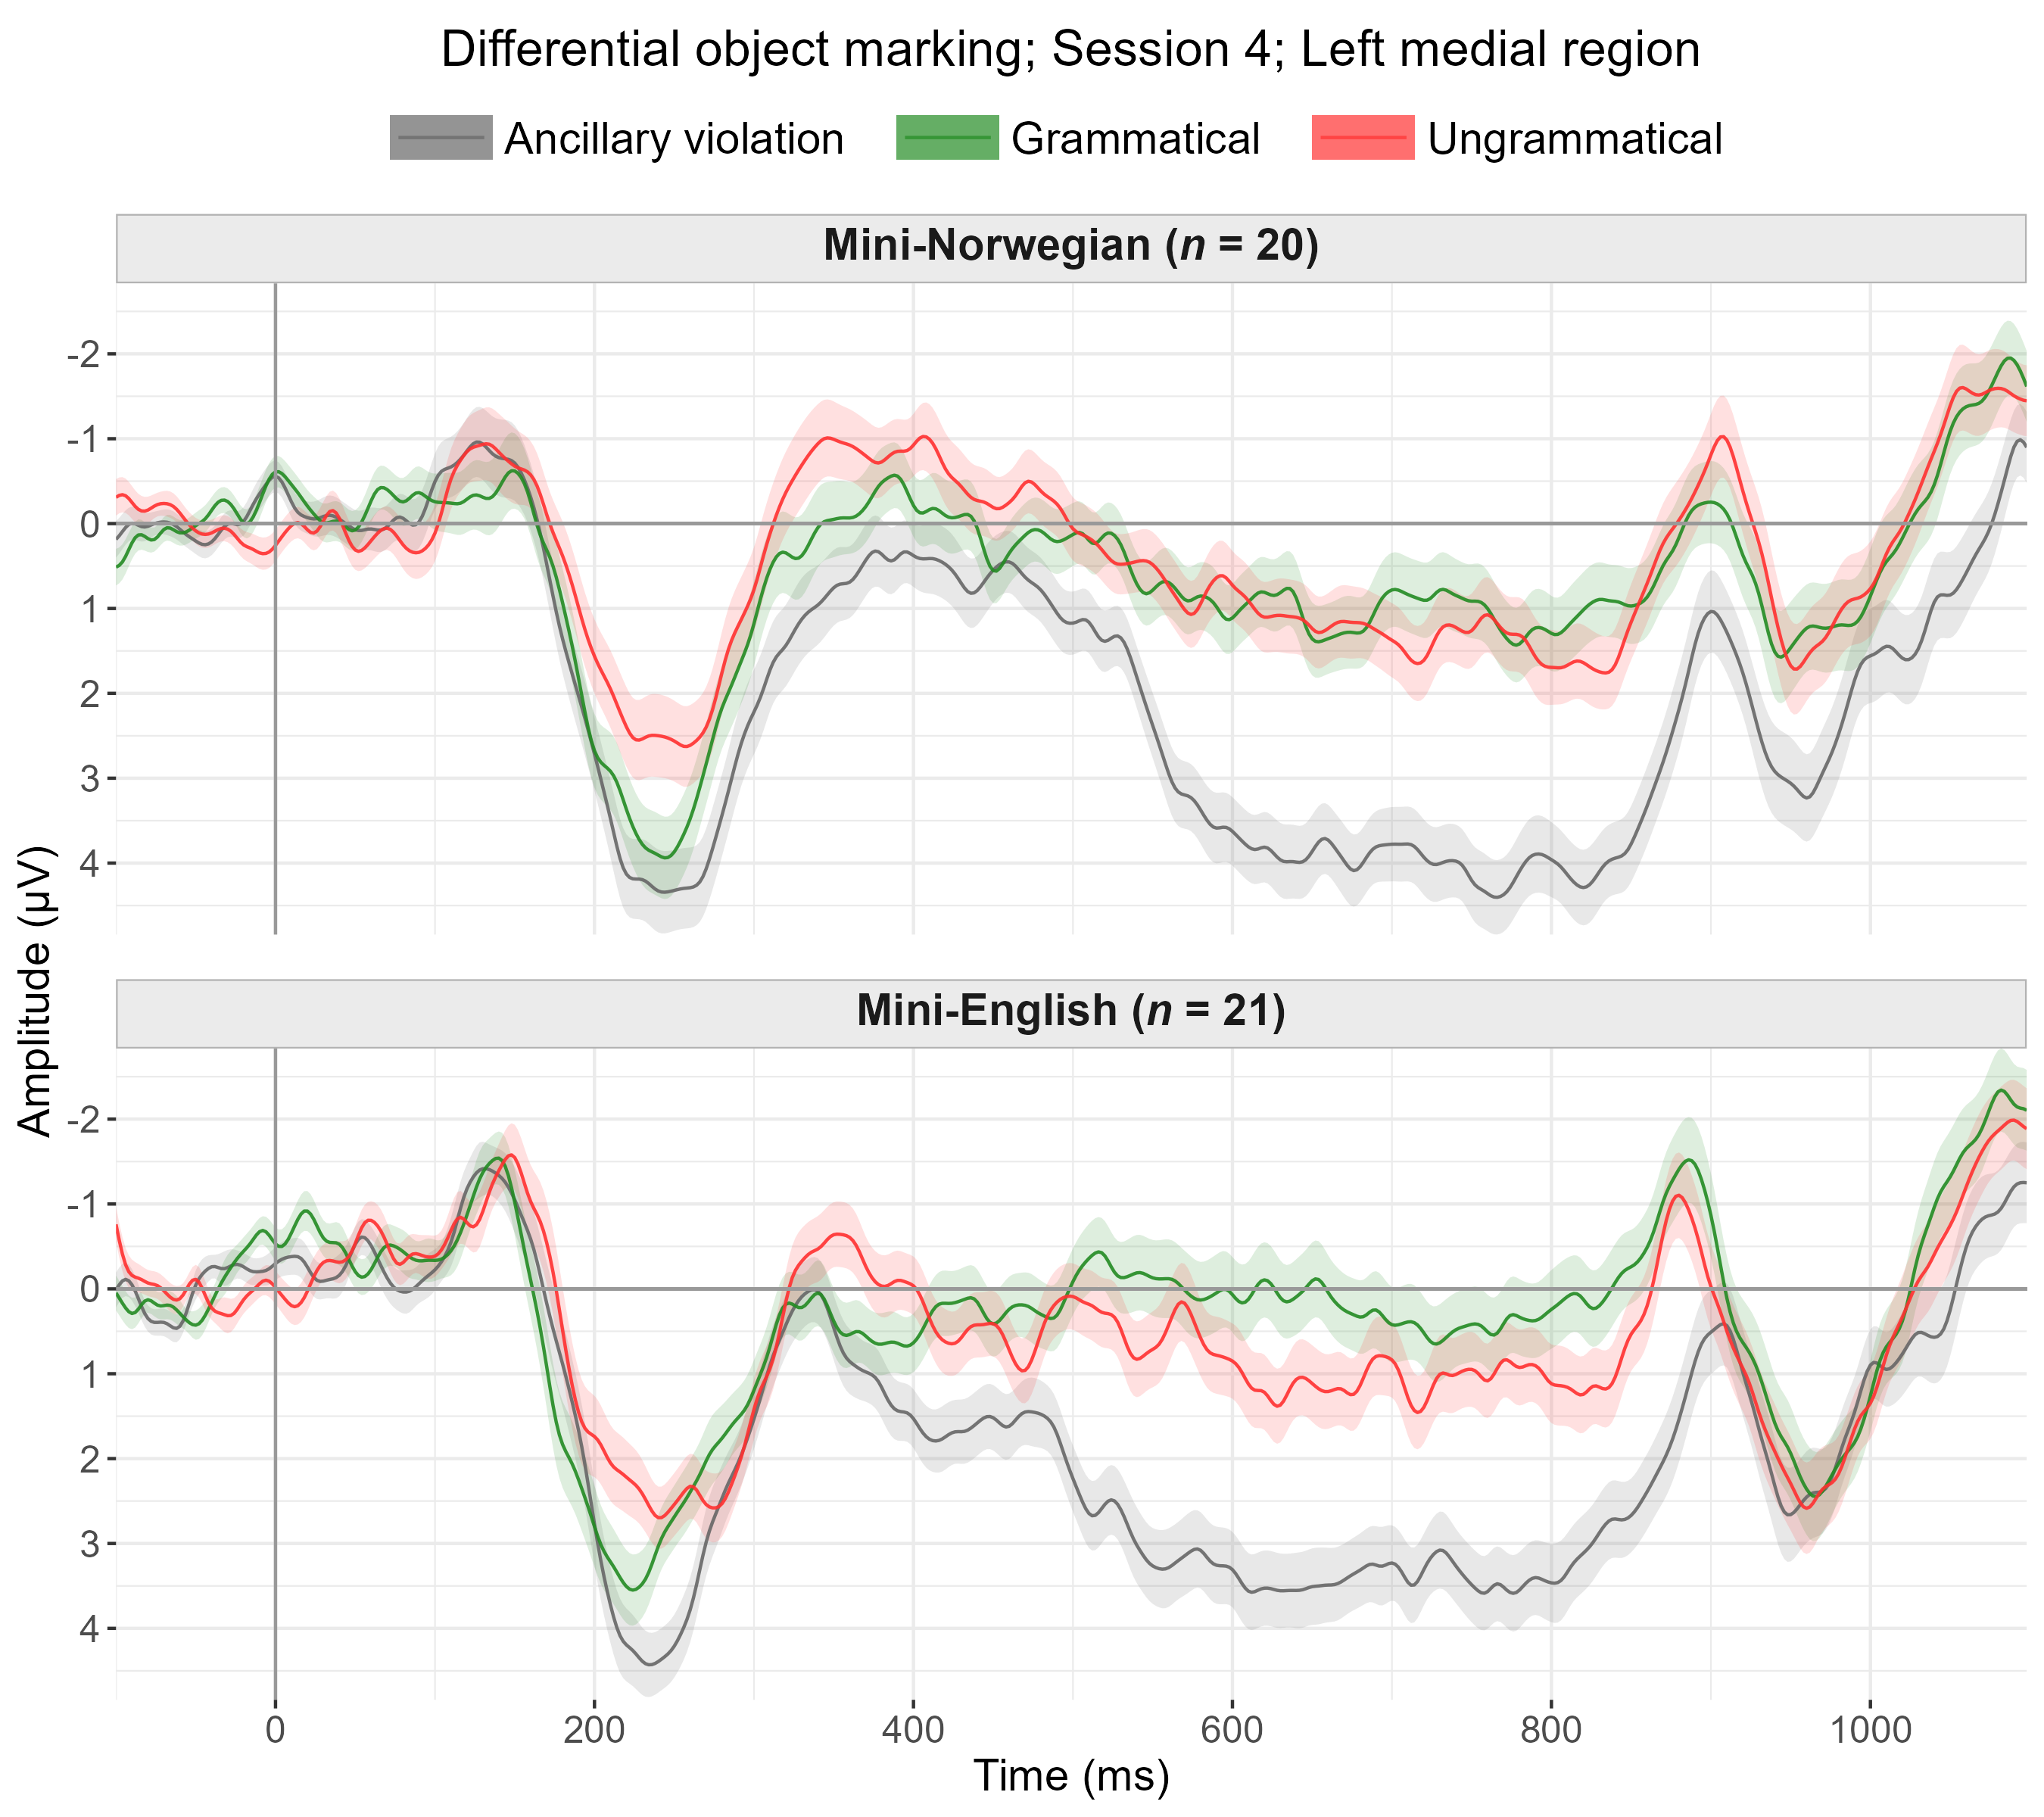 Differential object marking; Session 4; Left medial region
Ancillary violation Grammatical Ungrammatical
Mini-Norwegian (n = 20)
-2
-1
0
1
2
3
4
Amplitude (µV)
Mini-English (n = 21)
-2
-1
0
1
2
3
4
0 200 400 600 800 1000
Time (ms)